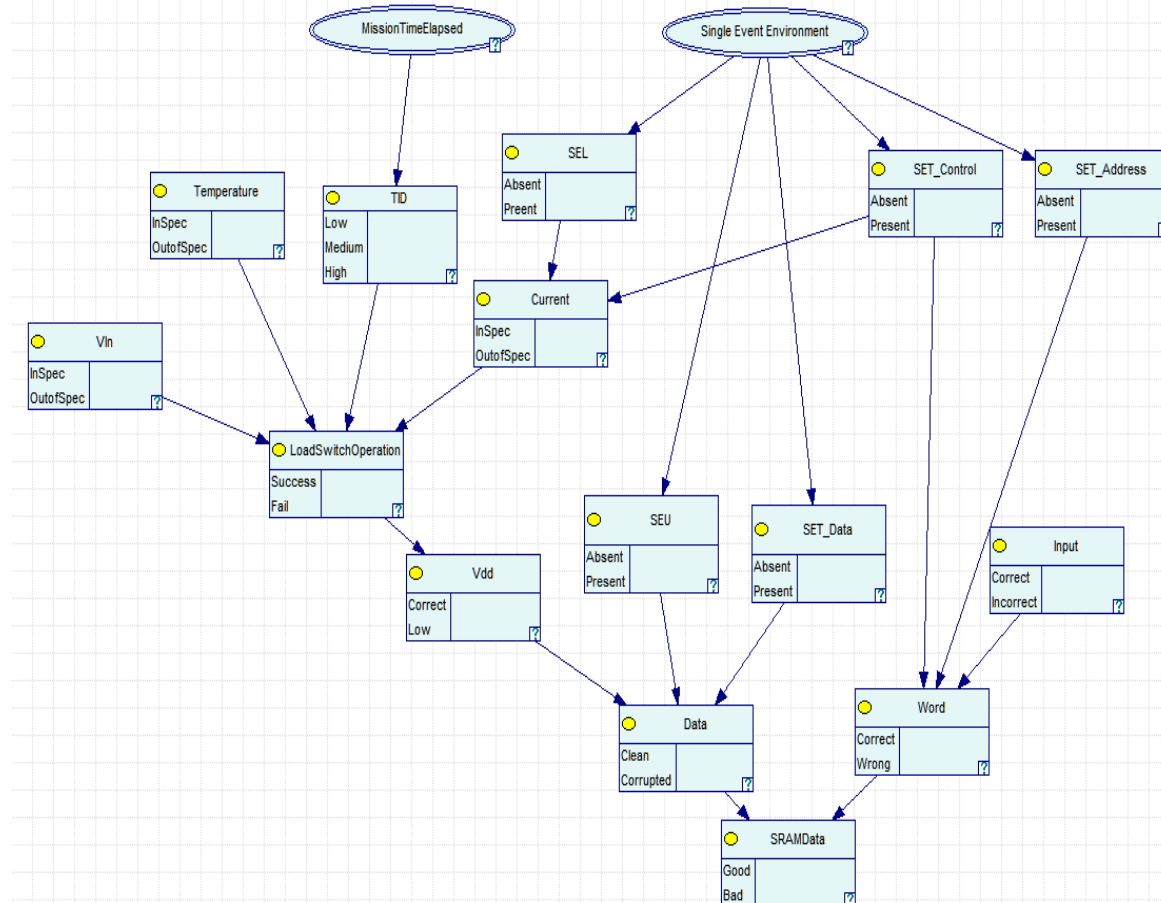 MissionTimeElapsed
?
Single Event Environment
?
SEL
Absent
Preent
?
SET_Control
Absent
Present
?
SET_Address
Absent
Present
?
Temperature
InSpec
OutofSpec
?
TID
Low
Medium
High
?
Current
InSpec
OutofSpec
?
VIn
InSpec
OutofSpec
?
LoadSwitchOperation
Success
Fail
?
SEU
Absent
Present
?
SET_Data
Absent
Present
?
Input
Correct
Incorrect
?
Vdd
Correct
Low
?
Data
Clean
Corrupted
?
Word
Correct
Wrong
?
SRAMData
Good
Bad
?